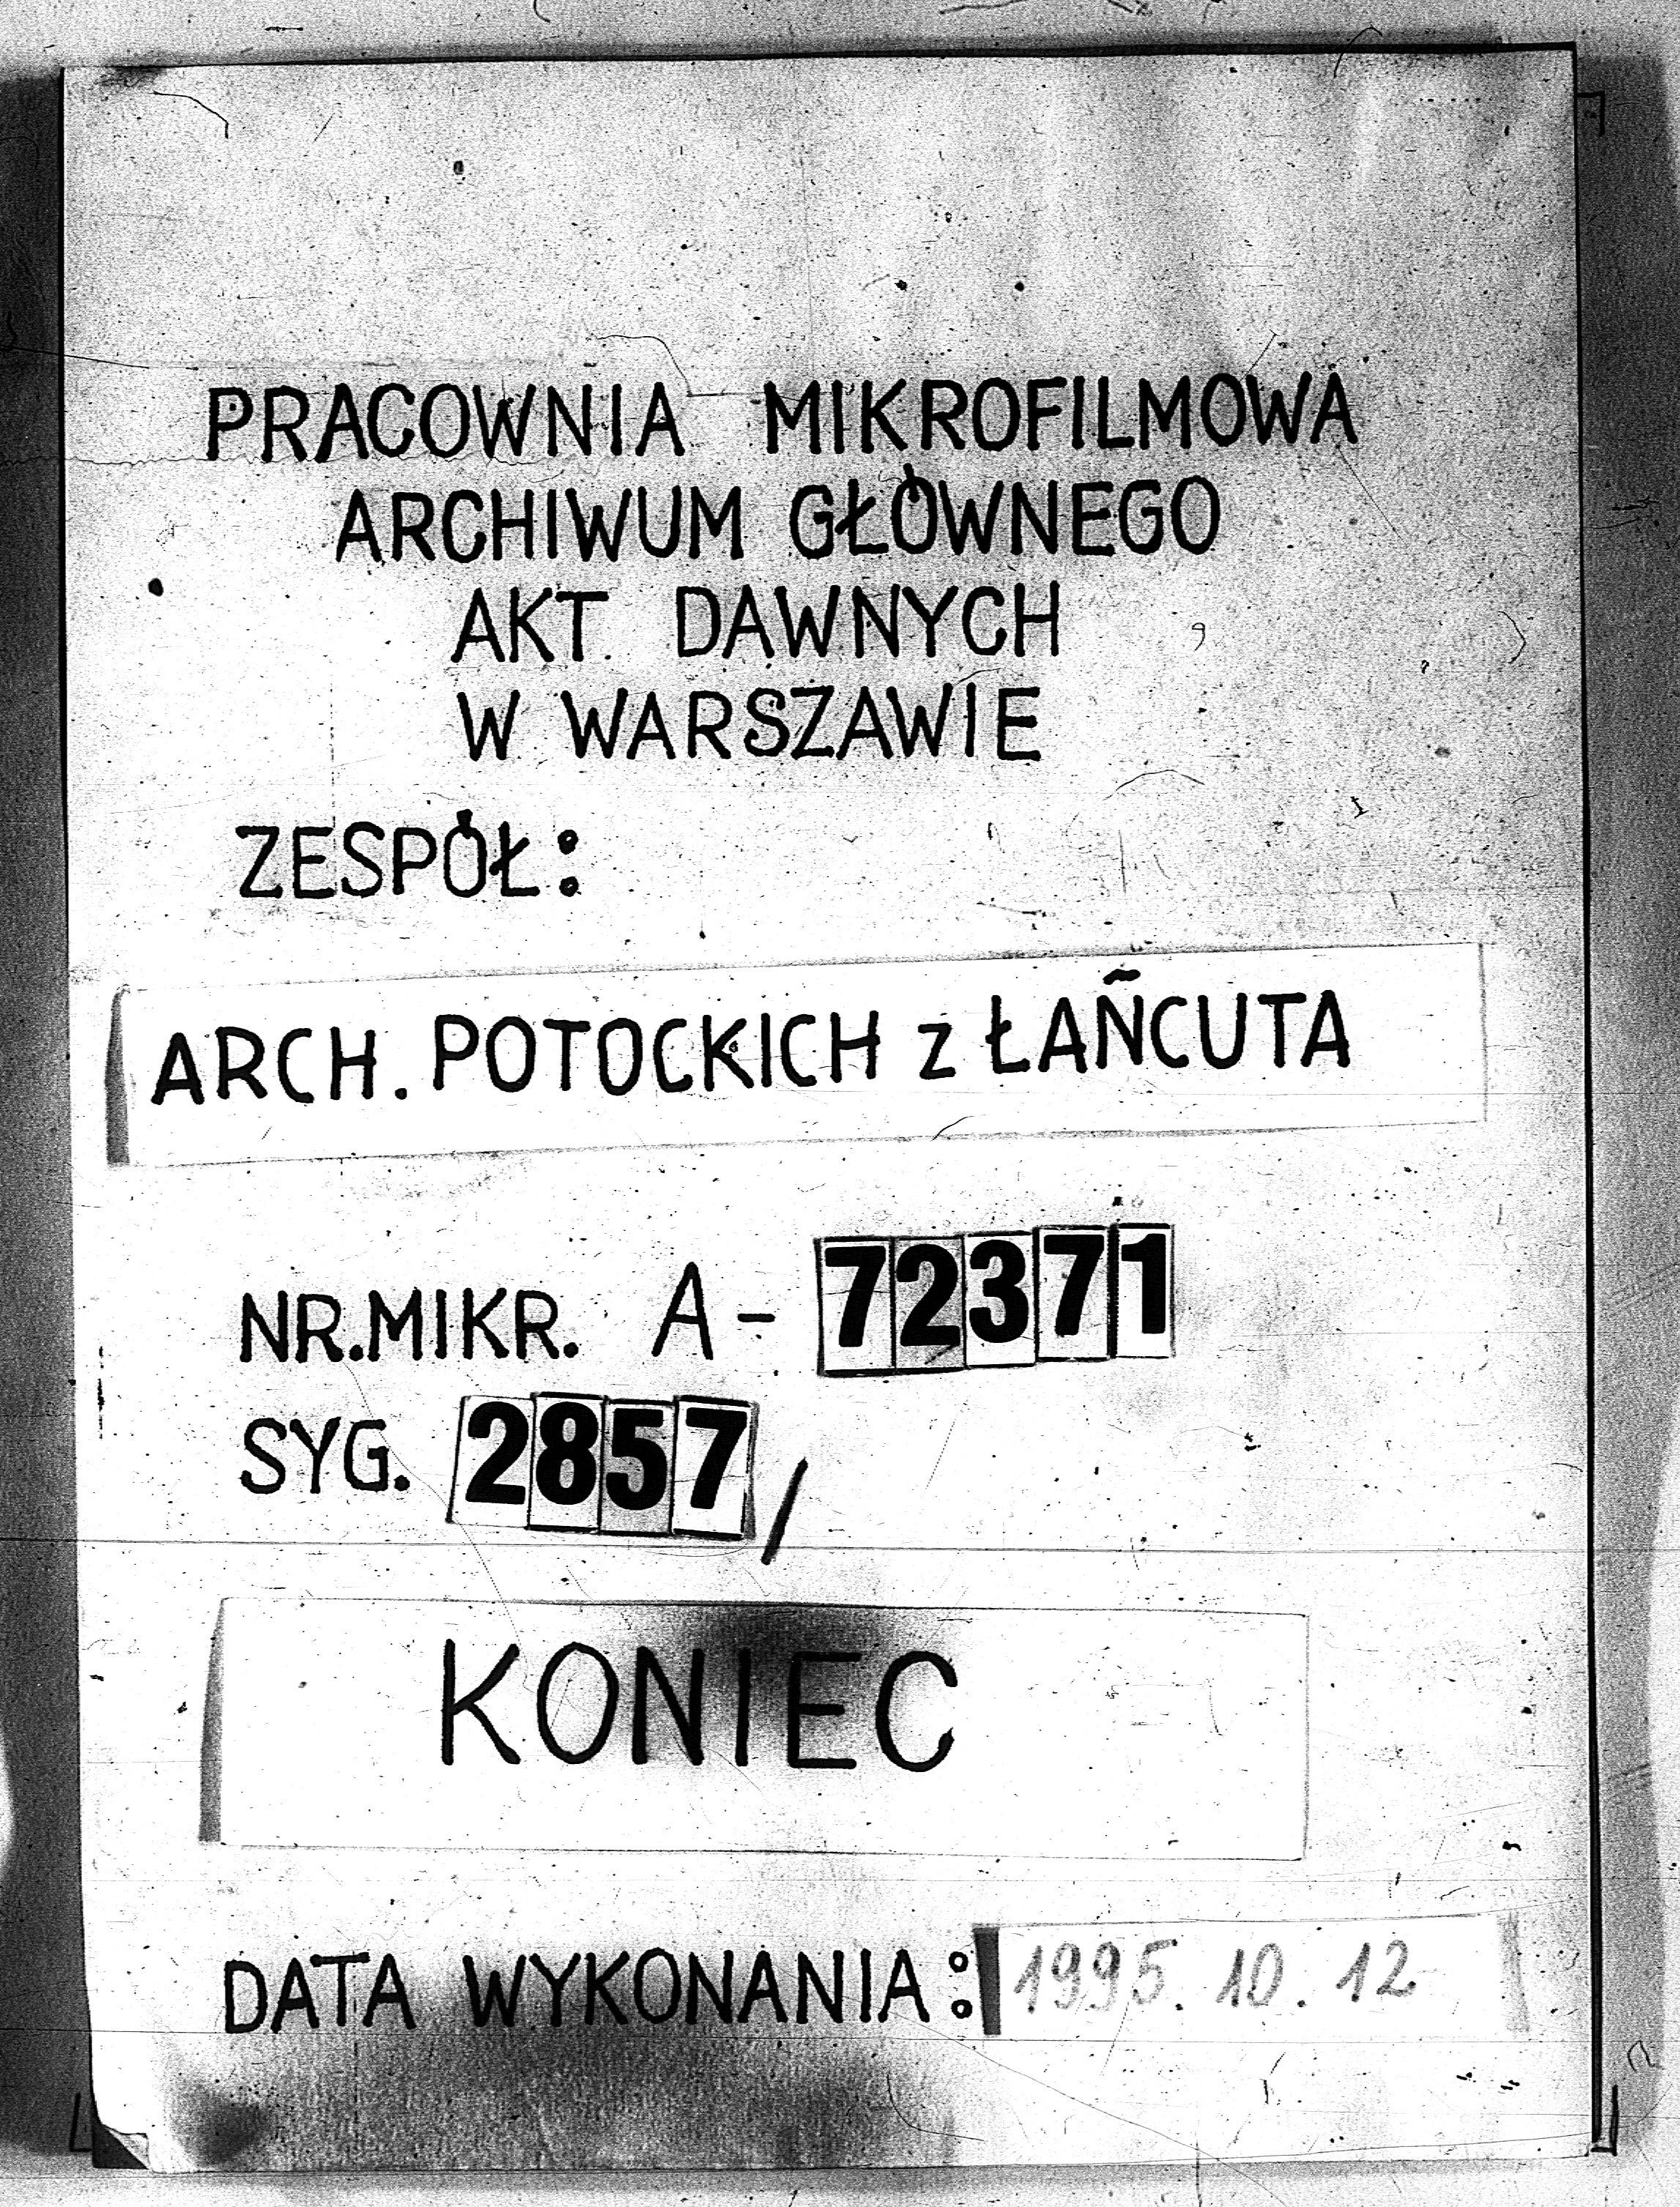 PRACOWNIA MIKROFILMOWA
ARCHIWUM GŁÓWNEGO
AKT DAWNYCH
W WARSZAWIE
ZESPÓŁ:
ARCH. POTOCKICH z ŁAŃCUTA
NR.MIKR. A-72371
SYG. 2857/
KONIEC
DATA WYKONANIA: 1995.10.12